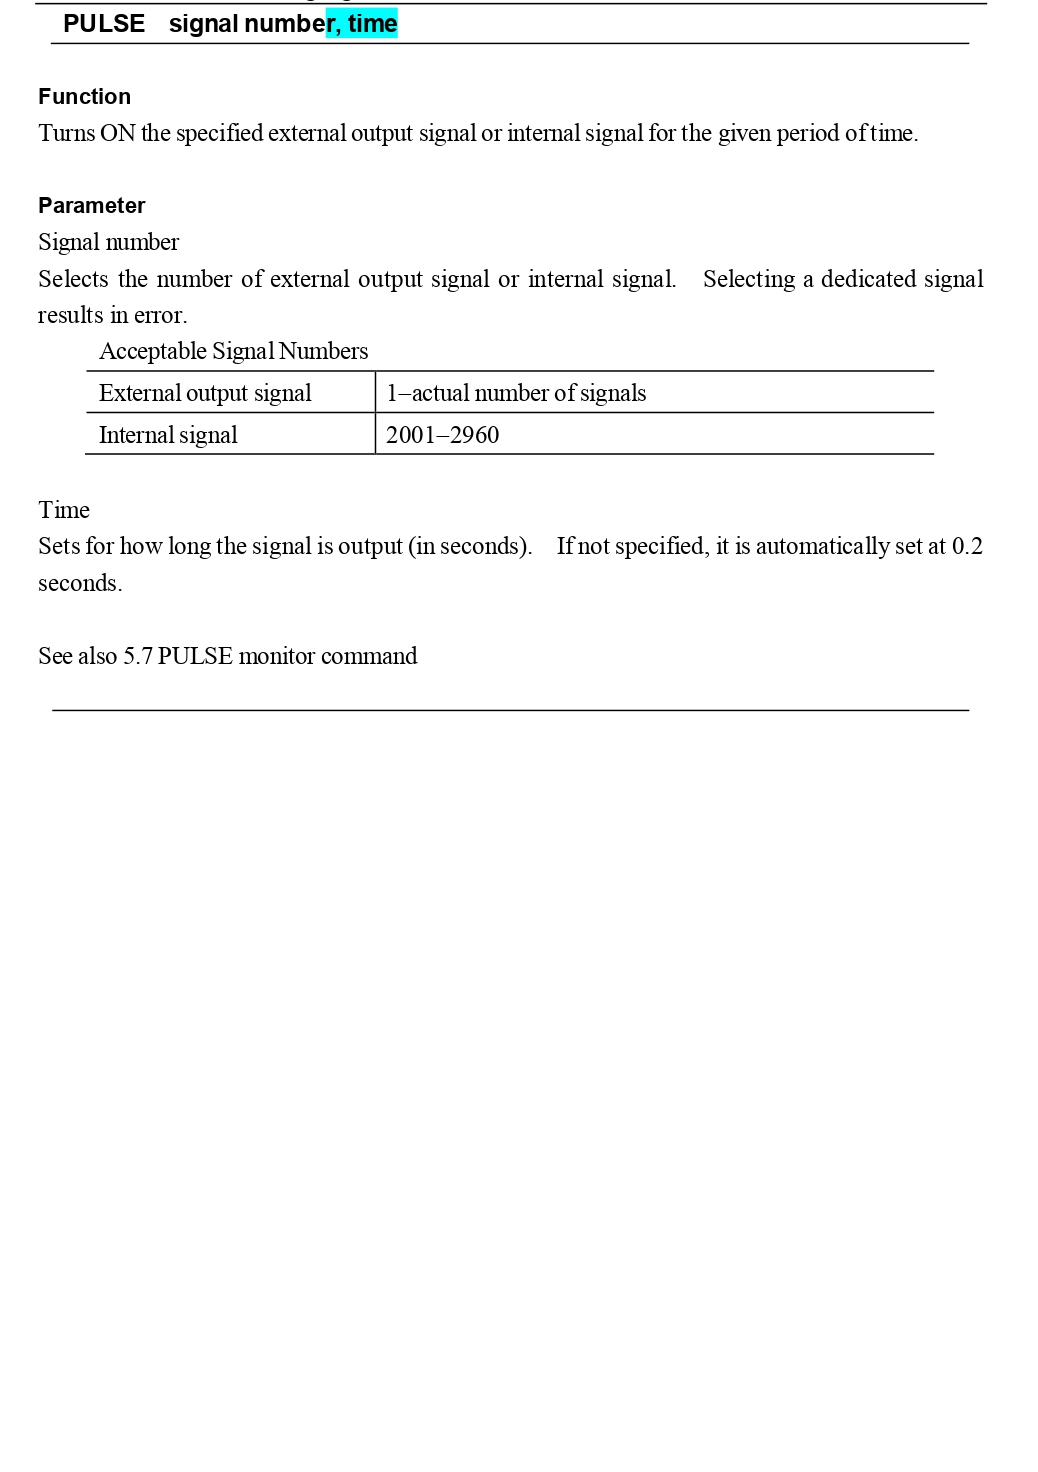 PULSE signal number, time
Function
Turns ON the specified external output signal or internal signal for the given period of time.
Parameter
Signal number
Selects the number of external output signal or internal signal. Selecting a dedicated signal
results in error.
Acceptable Signal Numbers
External output signal 1–actual number of signals
Internal signal 2001–2960
Time
Sets for how long the signal is output (in seconds). If not specified, it is automatically set at 0.2
seconds.
See also 5.7 PULSE monitor command